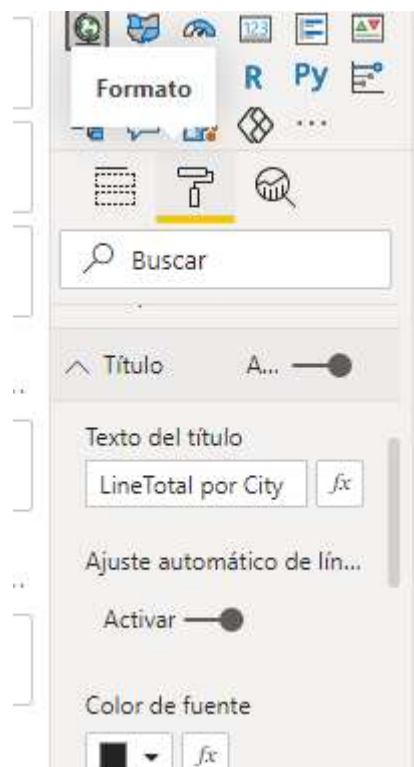 123
Formato
R Py
...
Buscar
Título A...
Texto del título
LineTotal por City fx
Ajuste automático de lín...
Activar
Color de fuente
fx